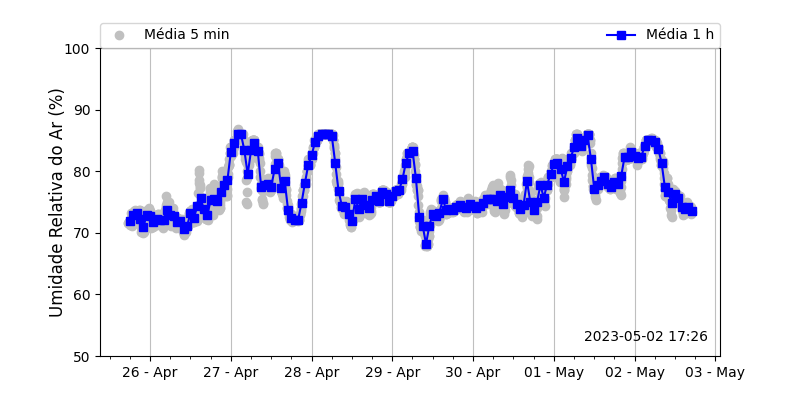 Média 5 min Média 1 h
100
90
80
70
60
50
Umidade Relativa do Ar (%)
2023-05-02 17:26
26 - Apr 27 - Apr 28 - Apr 29 - Apr 30 - Apr 01 - May 02 - May 03 - May